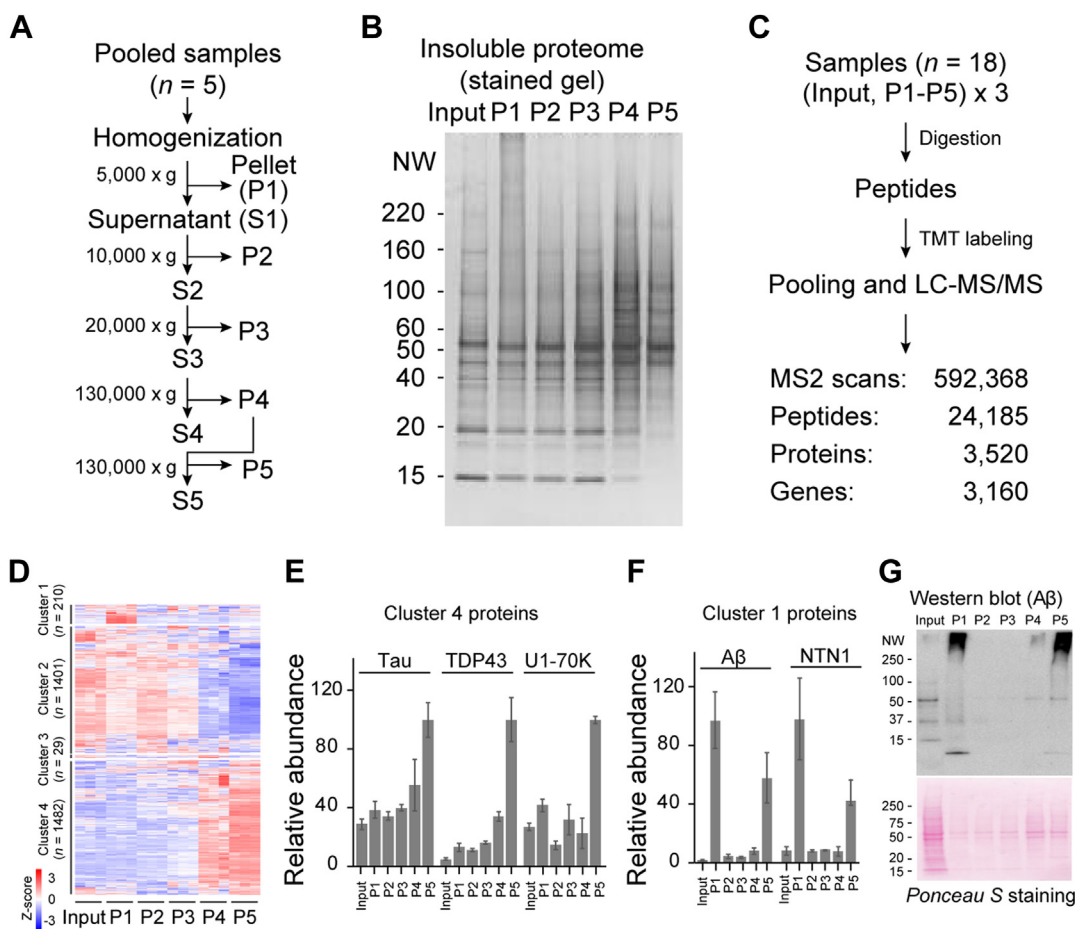 A
Pooled samples
(n = 5)
Homogenization
5,000 x g
Pellet
(P1)
Supernatant (S1)
10,000 x g
P2
S2
20,000 x g
P3
S3
130,000 x g
P4
S4
130,000 x g
P5
S5
B
Insoluble proteome
(stained gel)
Input P1 P2 P3 P4 P5
NW
220 -
160 -
100 -
60 -
50 -
40 -
20 -
15 -
C
Samples (n = 18)
(Input, P1-P5) x 3
Digestion
Peptides
TMT labeling
Pooling and LC-MS/MS
MS2 scans: 592,368
Peptides: 24,185
Proteins: 3,520
Genes: 3,160
D
Cluster 1
(n = 210)
Cluster 2
(n = 1401)
Cluster 3
(n = 29)
Cluster 4
(n = 1482)
Z-score
3
0
-3
Input P1 P2 P3 P4 P5
E
Cluster 4 proteins
Relative abundance
Tau TDP43 U1-70K
120
80
40
0
Input P1 P2 P3 P4 P5 Input P1 P2 P3 P4 P5 Input P1 P2 P3 P4 P5
F
Cluster 1 proteins
Relative abundance
Aβ NTN1
120
80
40
0
Input P1 P2 P3 P4 P5 Input P1 P2 P3 P4 P5
G
Western blot (Aβ)
Input P1 P2 P3 P4 P5
NW
250 -
100 -
50 -
37 -
15 -
250 -
75 -
50 -
20 -
15 -
Ponceau S staining